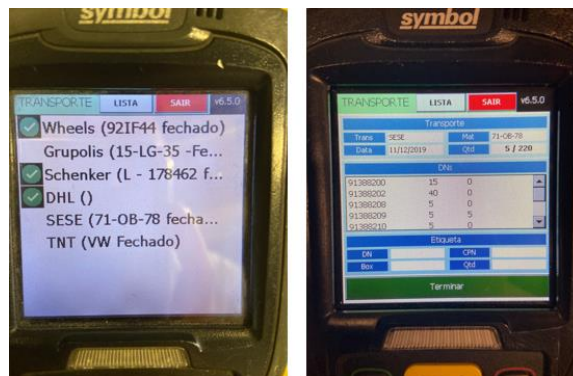 symbol
TRANSPORTE LISTA SAIR v6.5.0
Wheels (92IF44 fechado)
Grupolis (15-LG-35 -Fe...
Schenker (L - 178462 f...
DHL ()
SESE (71-OB-78 fecha...
TNT (VW Fechado)
symbol
TRANSPORTE LISTA SAIR v6.5.0
Transporte
Trans SESE Mat 71-OB-78
Data 11/12/2019 Qtd 5 / 220
DNs
91388200 15 0
91388202 40 0
91388208 5 0
91388209 5 5
91388210 5 0
Etiqueta
DN CPN
Box Qtd
Terminar